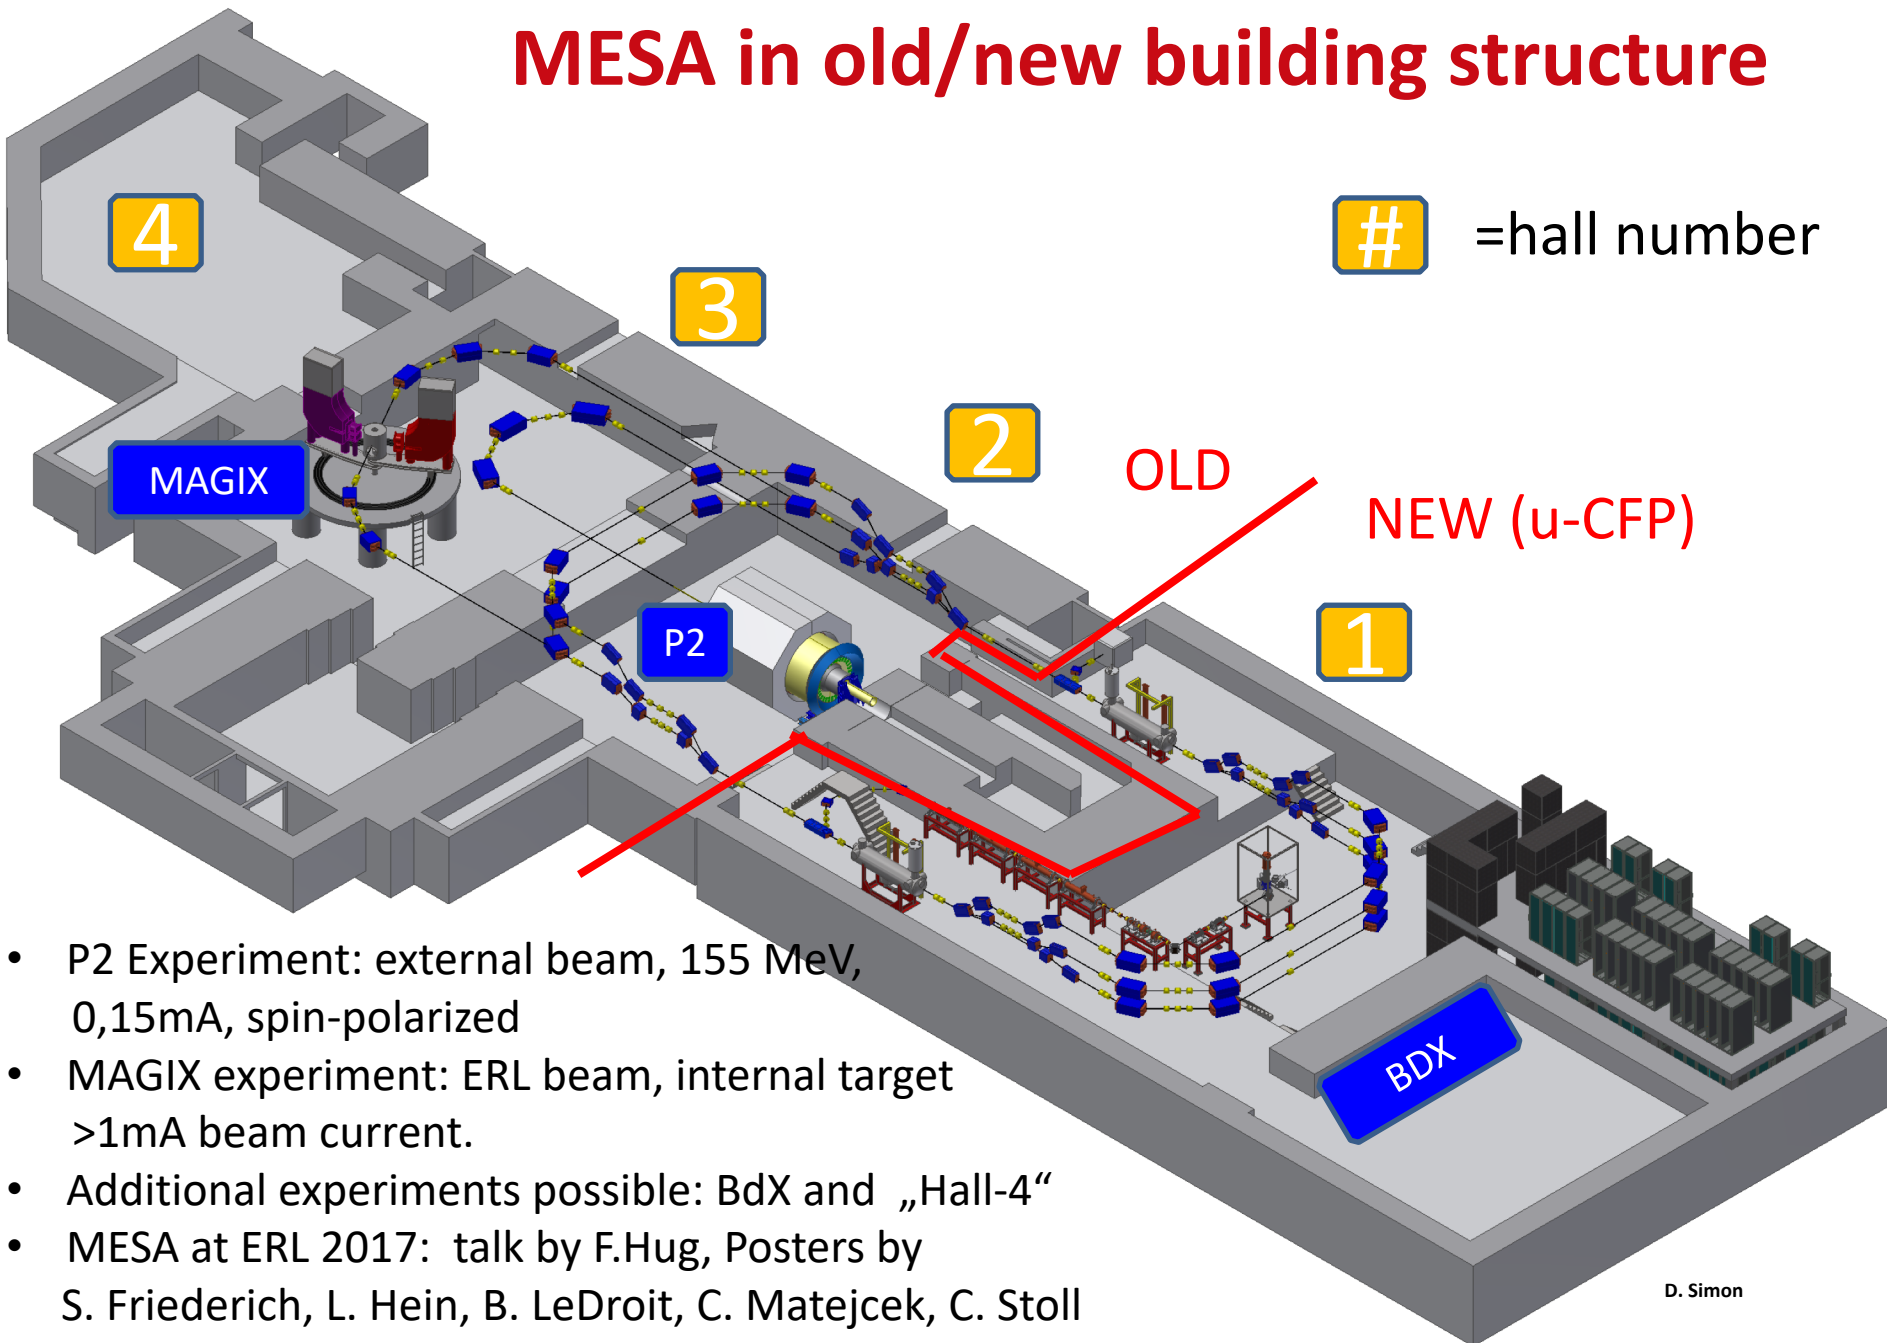 MESA in old/new building structure
4
# =hall number
3
2
OLD
NEW (u-CFP)
MAGIX
1
P2
BDX
• P2 Experiment: external beam, 155 MeV,
0,15mA, spin-polarized
• MAGIX experiment: ERL beam, internal target
>1mA beam current.
• Additional experiments possible: BdX and „Hall-4“
• MESA at ERL 2017: talk by F.Hug, Posters by
S. Friederich, L. Hein, B. LeDroit, C. Matejcek, C. Stoll
D. Simon